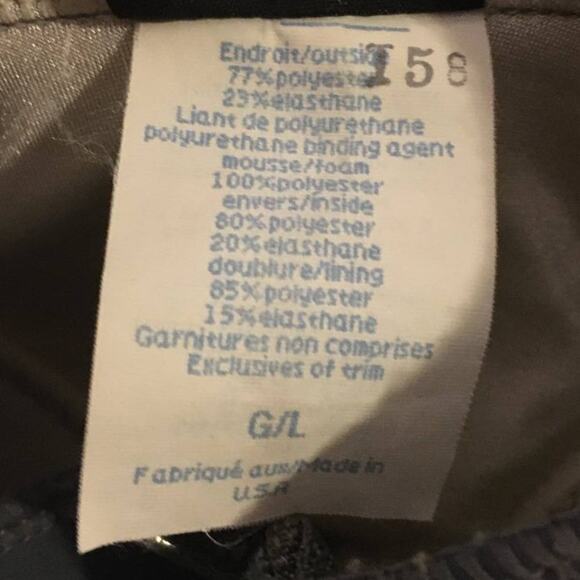 Endroit/outside
158
77%polyester
23%elasthane
Liant de polyurethane
polyurethane binding agent
mousse/foam
100%polyester
envers/inside
80%polyester
20%elasthane
doublure/lining
85%polyester
15%elasthane
Garnitures non comprises
Exclusives of trim
G/L
Fabriqué aux/Made in
U.S.A